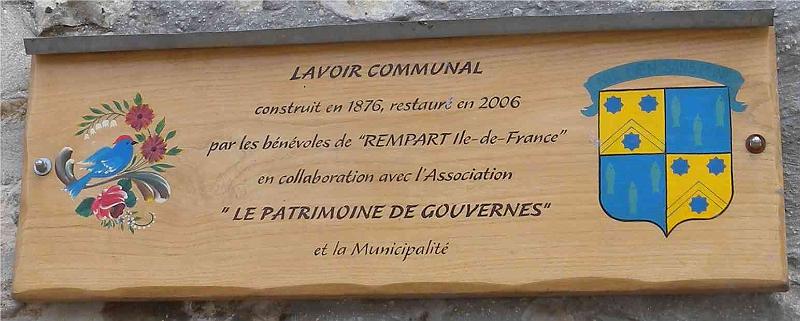 LAVOIR COMMUNAL
construit en 1876, restauré en 2006
par les bénévoles de "REMPART Ile-de-France"
en collaboration avec l'Association
" LE PATRIMOINE DE GOUVERNES"
et la Municipalité